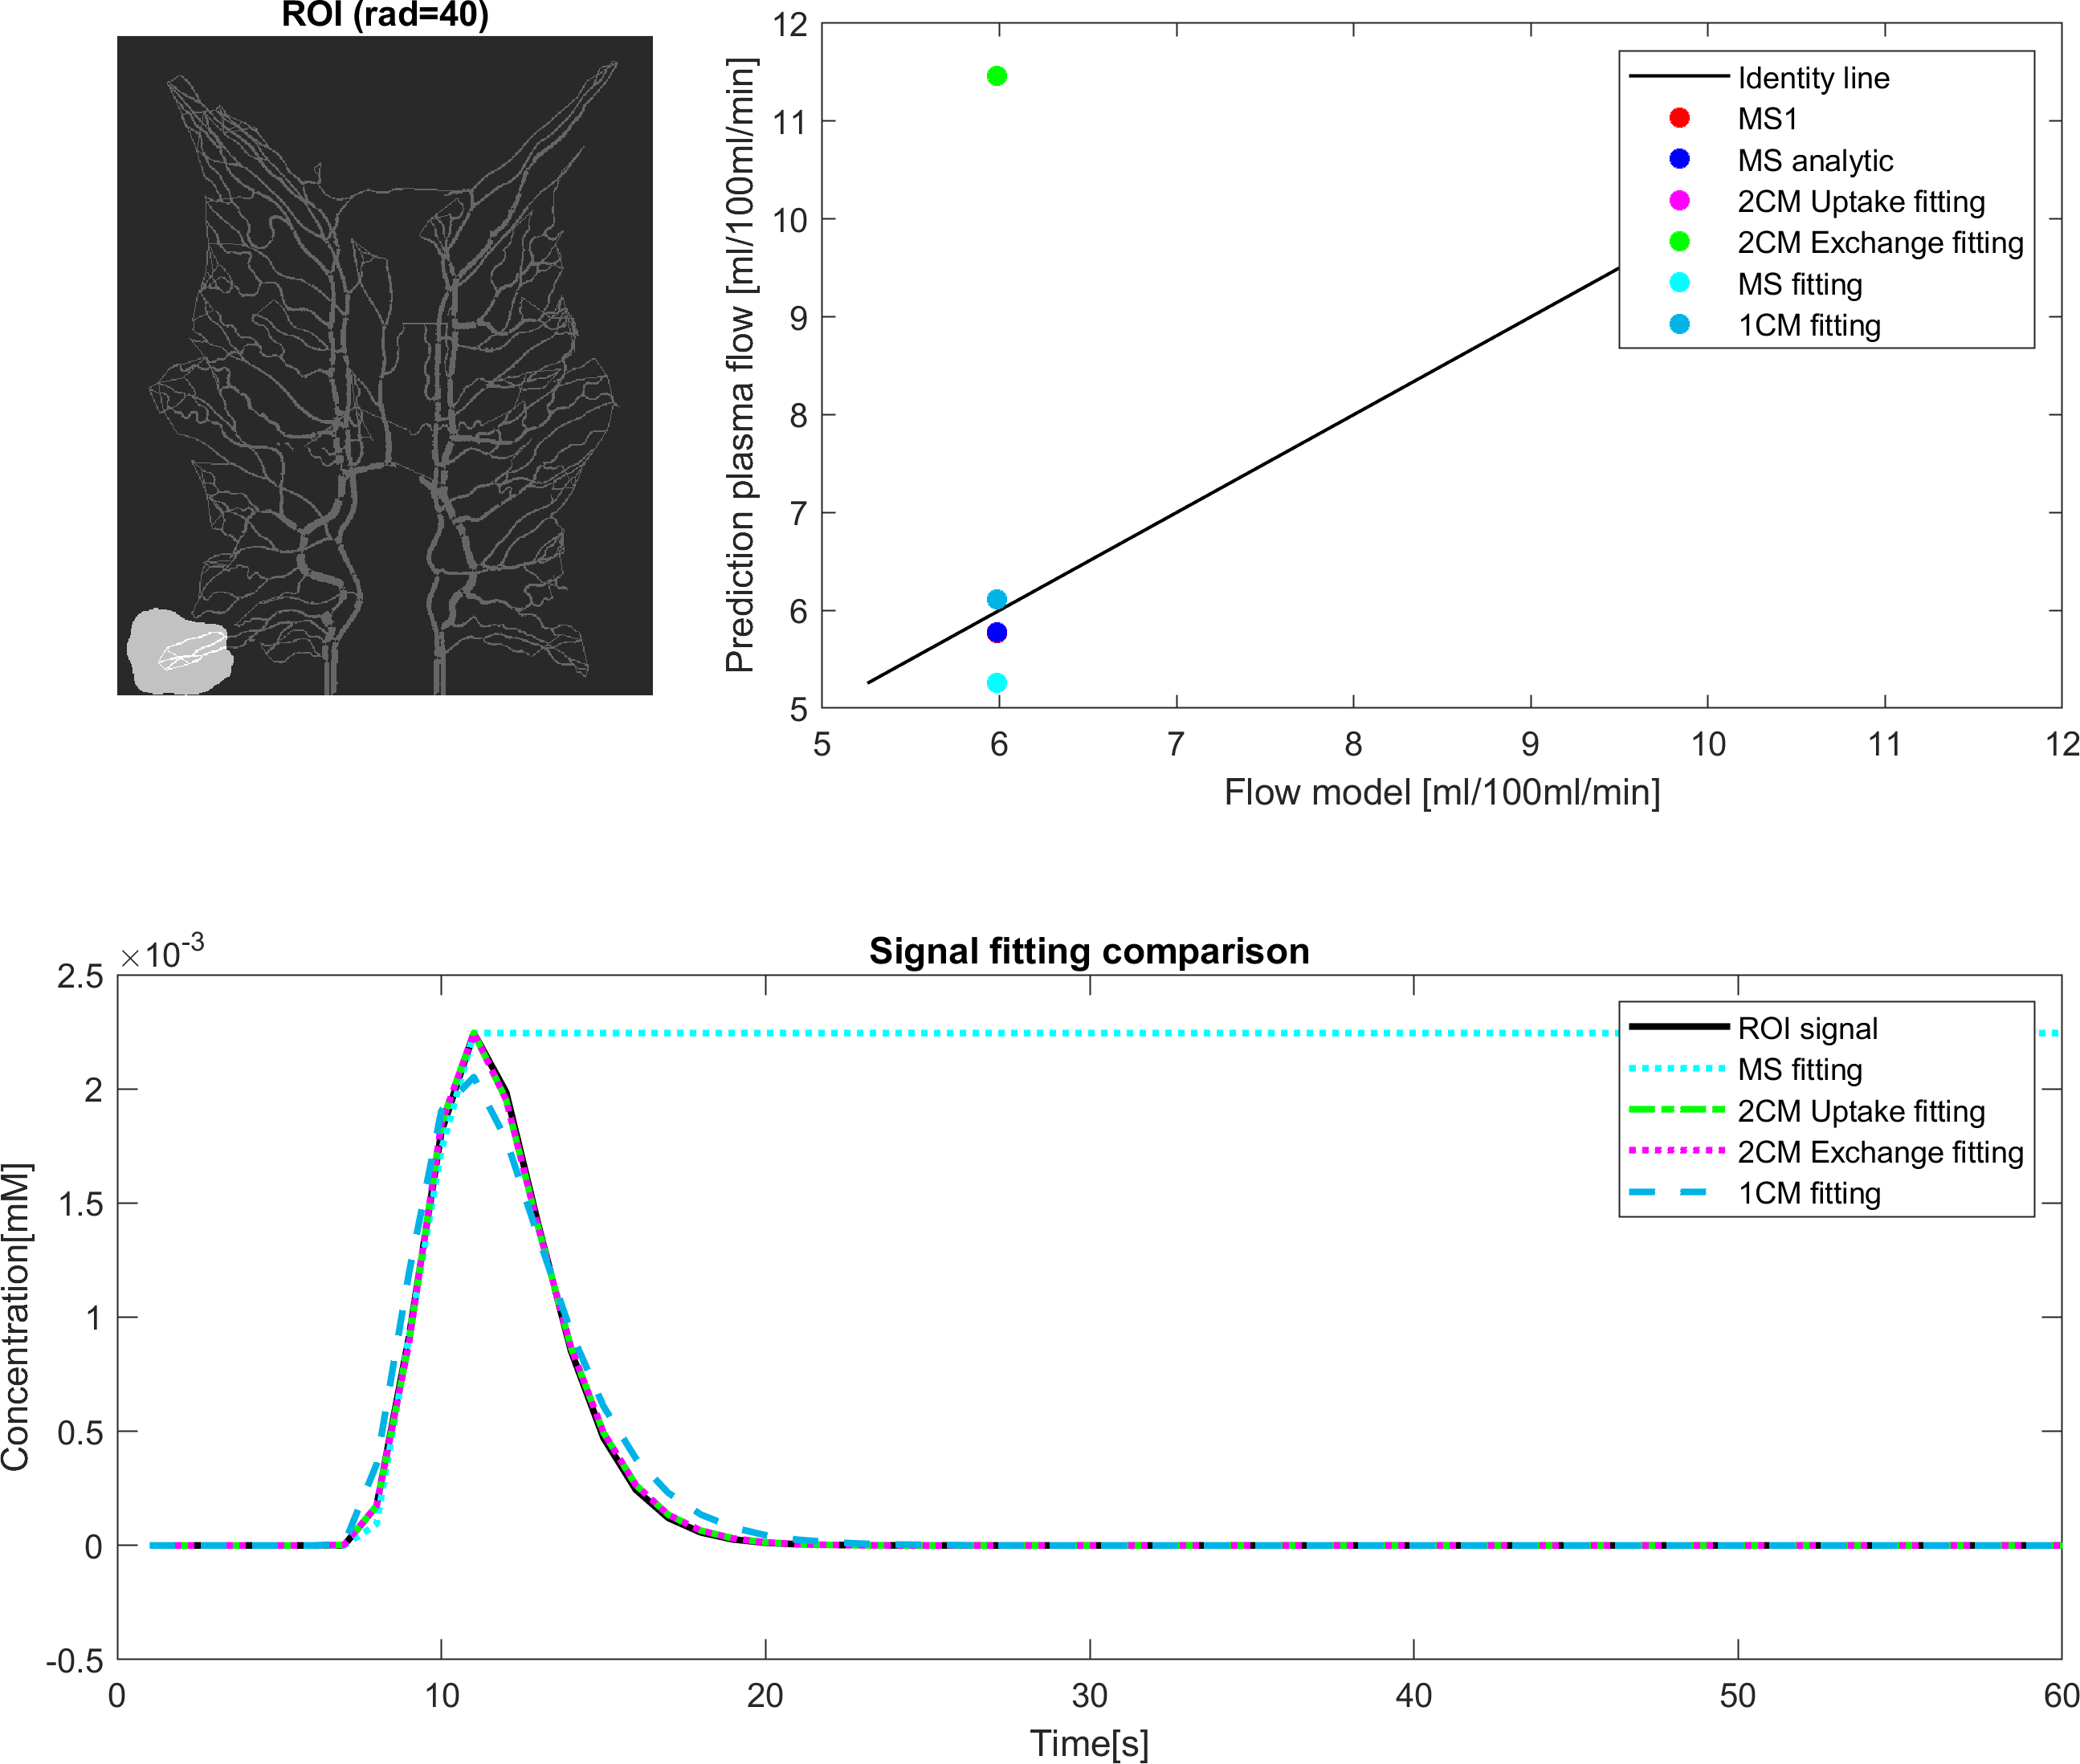 ROI (rad=40)
12
11
10
9
8
7
6
5
Prediction plasma flow [ml/100ml/min]
5 6 7 8 9 10 11 12
Flow model [ml/100ml/min]
Identity line
MS1
MS analytic
2CM Uptake fitting
2CM Exchange fitting
MS fitting
1CM fitting
Signal fitting comparison
×10-3
2.5
2
1.5
1
0.5
0
-0.5
Concentration[mM]
0 10 20 30 40 50 60
Time[s]
ROI signal
MS fitting
2CM Uptake fitting
2CM Exchange fitting
1CM fitting